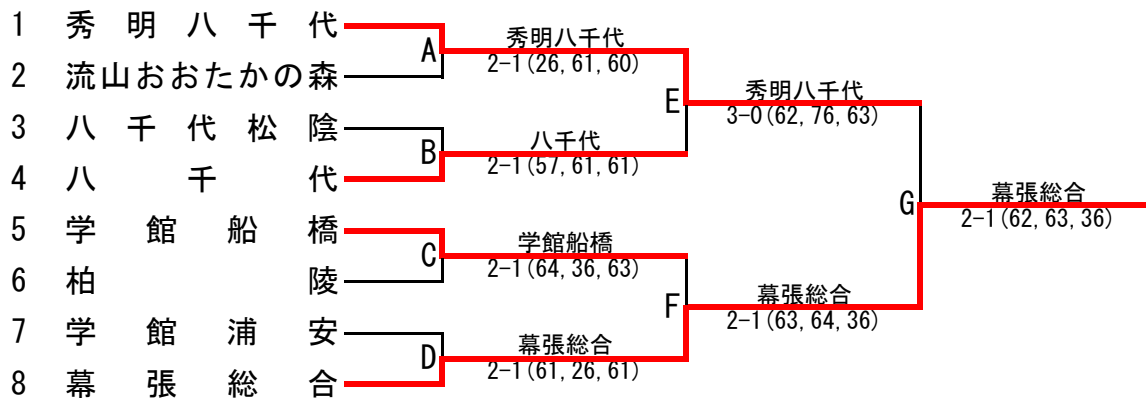 1 秀明八千代
2 流山おおたかの森
3 八千代松陰
4 八千代
5 学館船橋
6 柏陵
7 学館浦安
8 幕張総合
A
秀明八千代
2-1(26,61,60)
B
八千代
2-1(57,61,61)
C
学館船橋
2-1(64,36,63)
D
幕張総合
2-1(61,26,61)
E
秀明八千代
3-0(62,76,63)
F
幕張総合
2-1(63,64,36)
G
幕張総合
2-1(62,63,36)